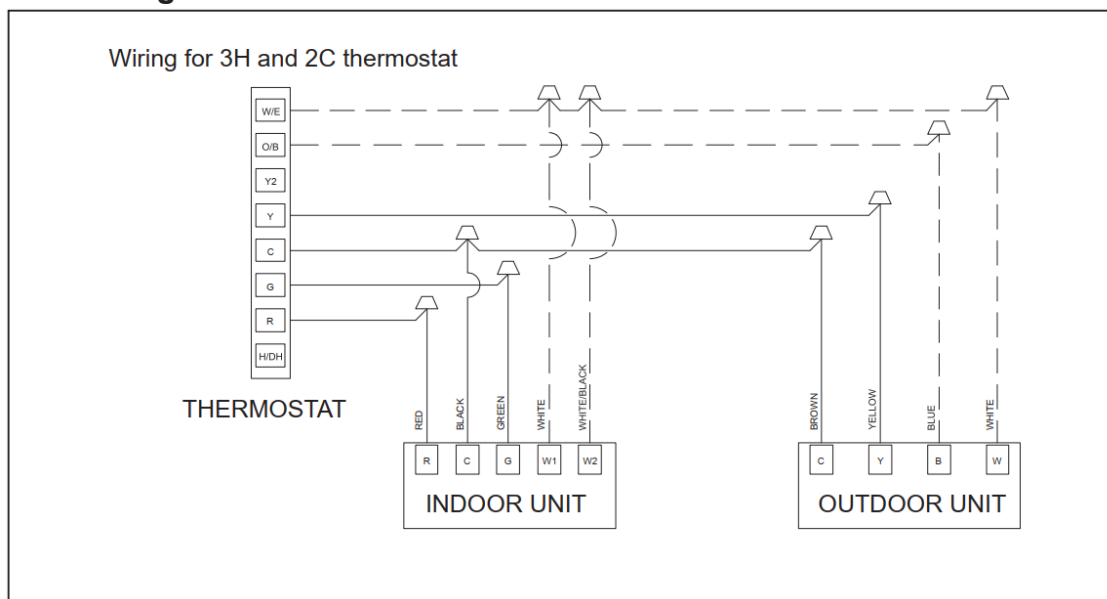 Wiring for 3H and 2C thermostat
W/E
O/B
Y2
Y
C
G
R
H/DH
THERMOSTAT
RED
BLACK
GREEN
WHITE
WHITE/BLACK
BROWN
YELLOW
BLUE
WHITE
R C G W1 W2
C Y B W
INDOOR UNIT
OUTDOOR UNIT